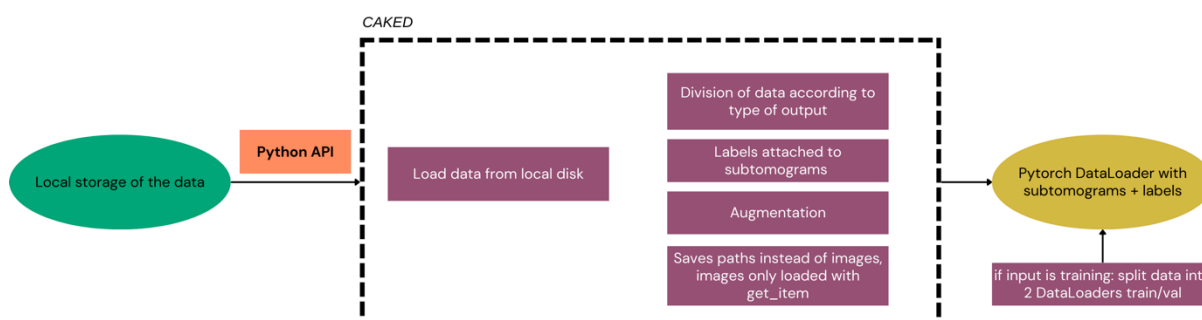 CAKED
Local storage of the data
Python API
Load data from local disk
Division of data according to
type of output
Labels attached to
subtomograms
Augmentation
Saves paths instead of images,
images only loaded with
get_item
Pytorch DataLoader with
subtomograms + labels
if input is training: split data int
2 DataLoaders train/val